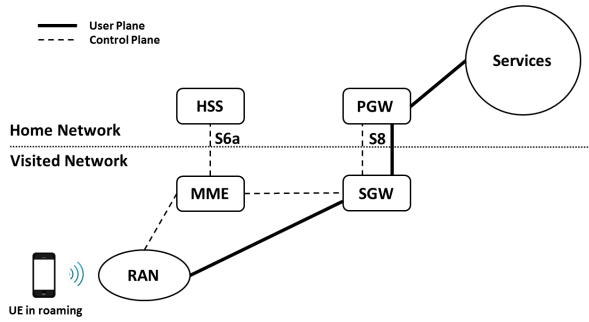 User Plane
Control Plane
Services
HSS
PGW
Home Network
S6a
S8
Visited Network
MME
SGW
RAN
UE in roaming